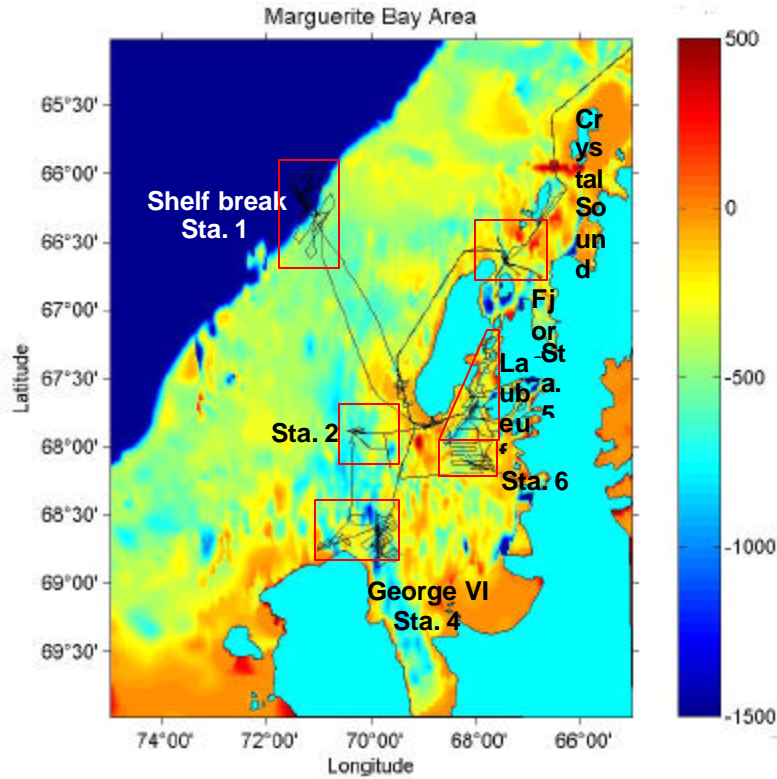 Marguerite Bay Area
500
0
-500
-1000
-1500
65°30'
66°00'
66°30'
67°00'
67°30'
68°00'
68°30'
69°00'
69°30'
Latitude
Shelf break
Sta. 1
Cr
ys
tal
So
un
d
Fj
or
St
a.
5
La
ub
eu
f
Sta. 2
Sta. 6
George VI
Sta. 4
74°00'
72°00'
70°00'
68°00'
66°00'
Longitude